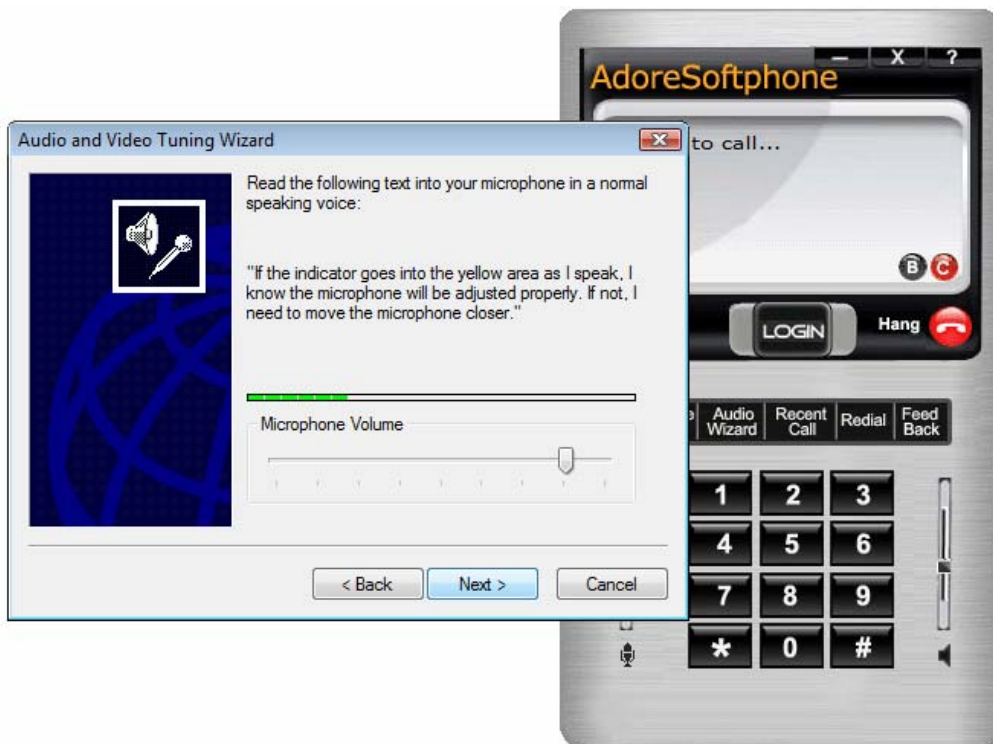 AdoreSoftphone
— X ?
Audio and Video Tuning Wizard
to call...
Read the following text into your microphone in a normal
speaking voice:
"If the indicator goes into the yellow area as I speak, I
know the microphone will be adjusted properly. If not, I
need to move the microphone closer."
B C
LOGIN
Hang
Microphone Volume
Audio
Wizard
Recent
Call
Redial
Feed
Back
1 2 3
4 5 6
7 8 9
* 0 #
< Back
Next >
Cancel